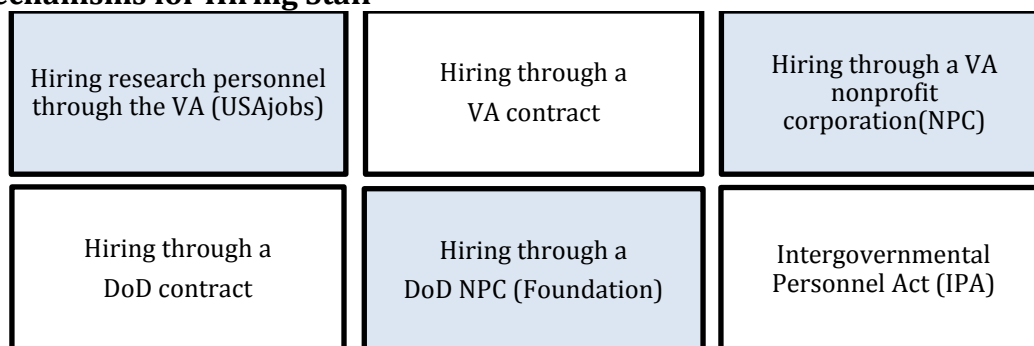 Hiring research personnel
through the VA (USAjobs)
Hiring through a
VA contract
Hiring through a VA
nonprofit
corporation(NPC)
Hiring through a
DoD contract
Hiring through a
DoD NPC (Foundation)
Intergovernmental
Personnel Act (IPA)